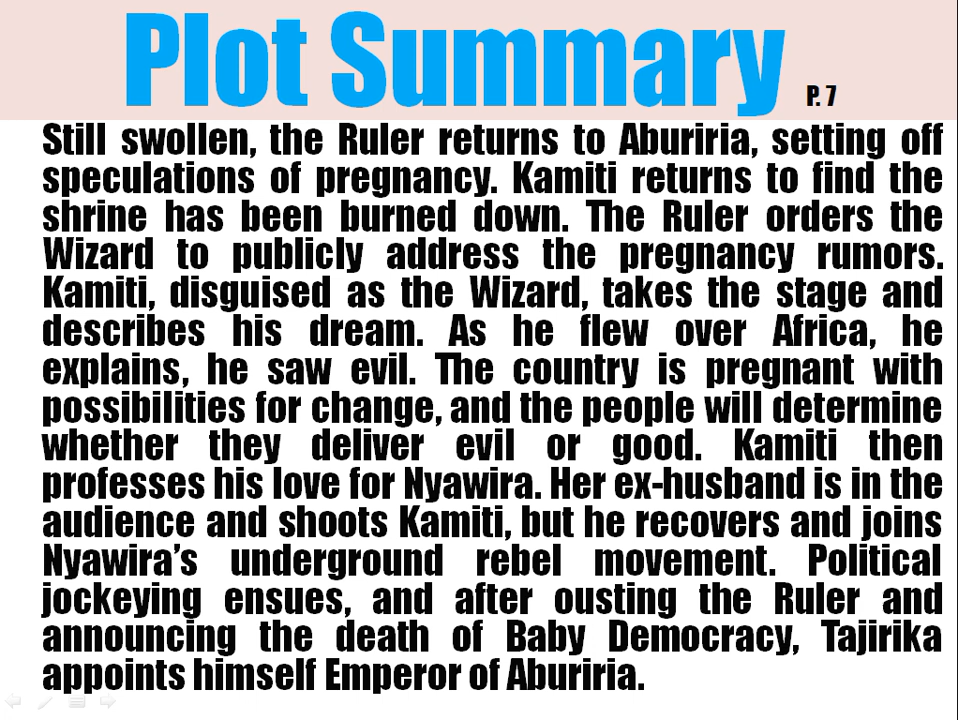 Plot Summary P. 7
Still swollen, the Ruler returns to Aburiria, setting off
speculations of pregnancy. Kamiti returns to find the
shrine has been burned down. The Ruler orders the
Wizard to publicly address the pregnancy rumors.
Kamiti, disguised as the Wizard, takes the stage and
describes his dream. As he flew over Africa, he
explains, he saw evil. The country is pregnant with
possibilities for change, and the people will determine
whether they deliver evil or good. Kamiti then
professes his love for Nyawira. Her ex-husband is in the
audience and shoots Kamiti, but he recovers and joins
Nyawira’s underground rebel movement. Political
jockeying ensues, and after ousting the Ruler and
announcing the death of Baby Democracy, Tajirika
appoints himself Emperor of Aburiria.